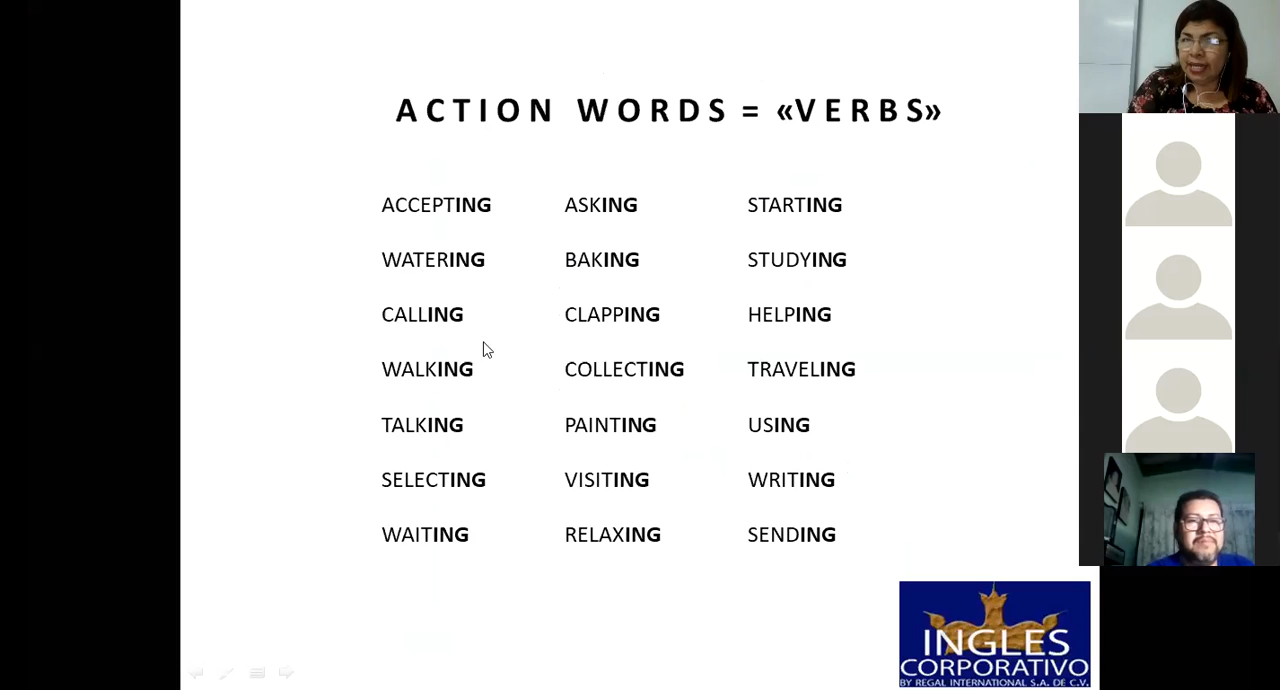 ACTION WORDS = «VERBS»
ACCEPTING ASKING STARTING
WATERING BAKING STUDYING
CALLING CLAPPING HELPING
WALKING COLLECTING TRAVELING
TALKING PAINTING USING
SELECTING VISITING WRITING
WAITING RELAXING SENDING
INGLES
CORPORATIVO
BY REGAL INTERNATIONAL S.A. DE C.V.